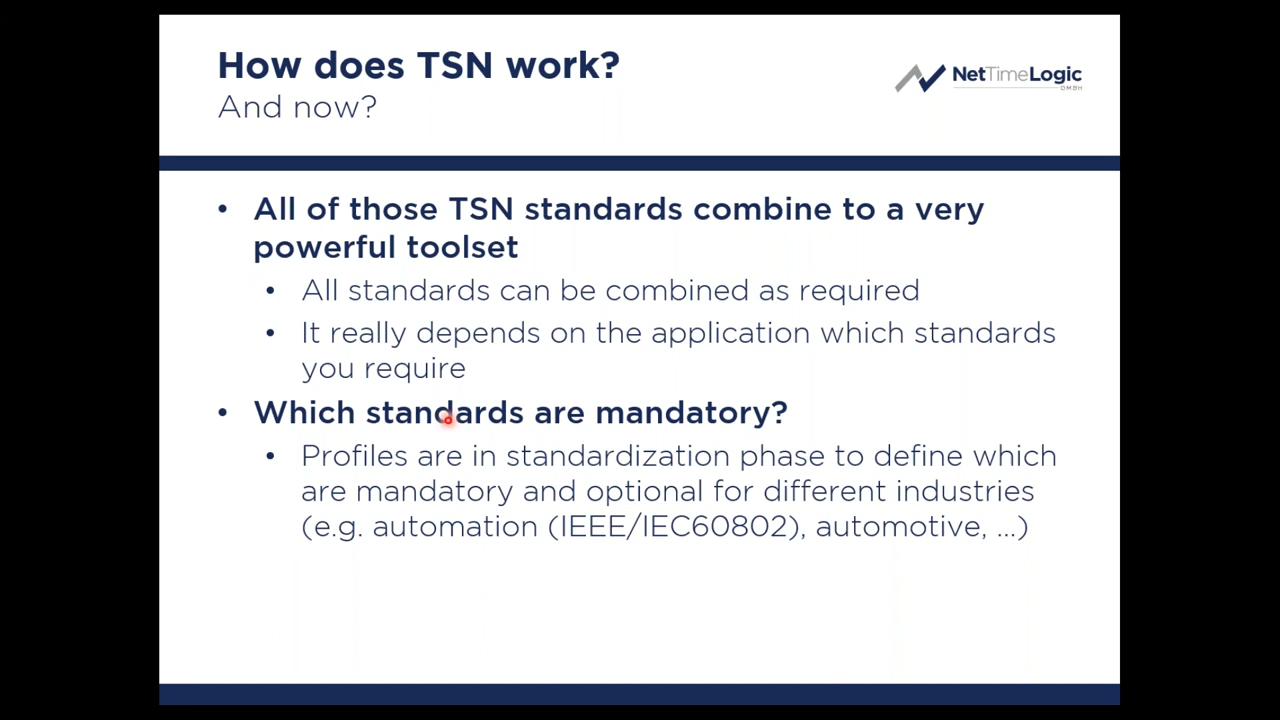 How does TSN work?
And now?
NetTimeLogic
GMBH
• All of those TSN standards combine to a very
powerful toolset
• All standards can be combined as required
• It really depends on the application which standards
you require
• Which standards are mandatory?
• Profiles are in standardization phase to define which
are mandatory and optional for different industries
(e.g. automation (IEEE/IEC60802), automotive, ...)